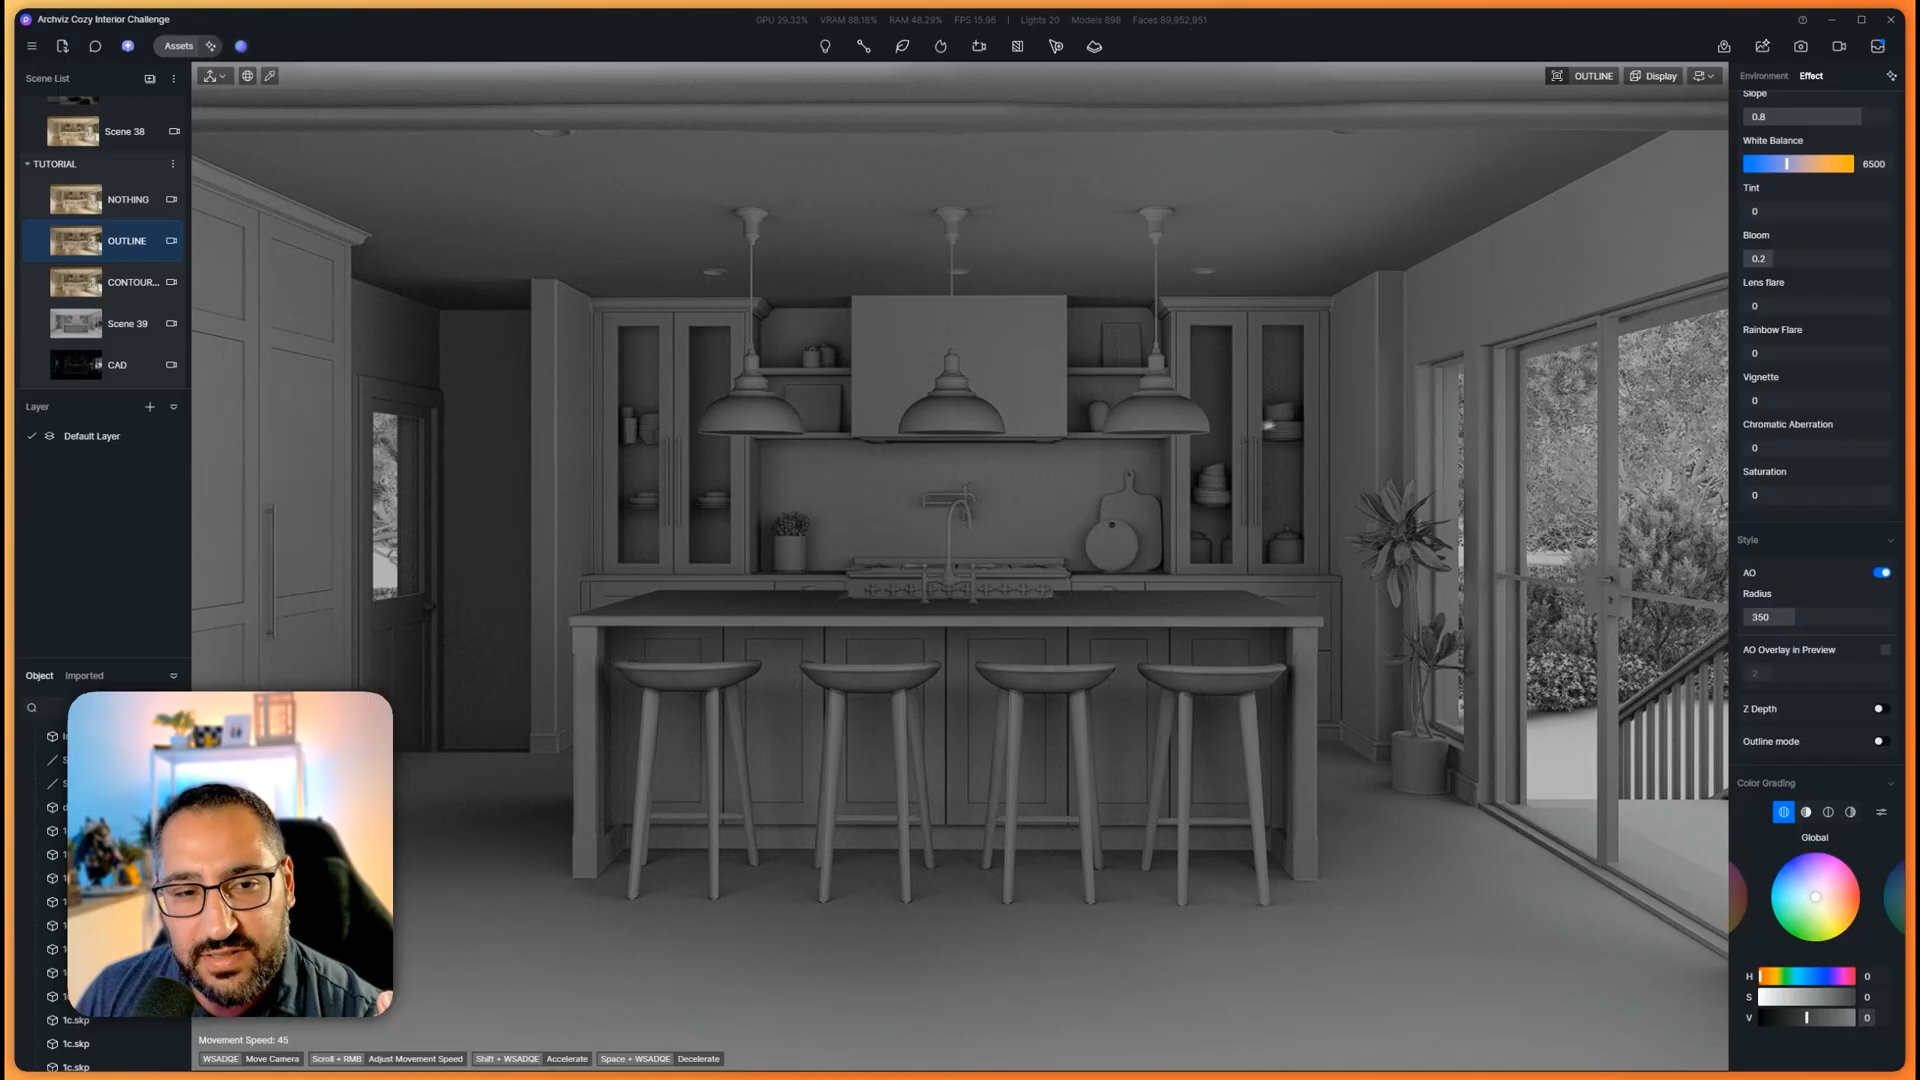 Archviz Cozy Interior Challenge
GPU 29.32% VRAM 88.18% RAM 48.29% FPS 15.96 | Lights 20 Models 898 Faces 89,952,951
Assets
Scene List
Scene 38
TUTORIAL
NOTHING
OUTLINE
CONTOUR...
Scene 39
CAD
Layer
Default Layer
Object Imported
1c.skp
1c.skp
1c.skp
OUTLINE
Display
Movement Speed: 45
WSADQE Move Camera Scroll + RMB Adjust Movement Speed Shift + WSADQE Accelerate Space + WSADQE Decelerate
Environment Effect
Slope
0.8
White Balance
6500
Tint
0
Bloom
0.2
Lens flare
0
Rainbow Flare
0
Vignette
0
Chromatic Aberration
0
Saturation
0
Style
AO
Radius
350
AO Overlay in Preview
2
Z Depth
Outline mode
Color Grading
Global
H 0
S 0
V 0